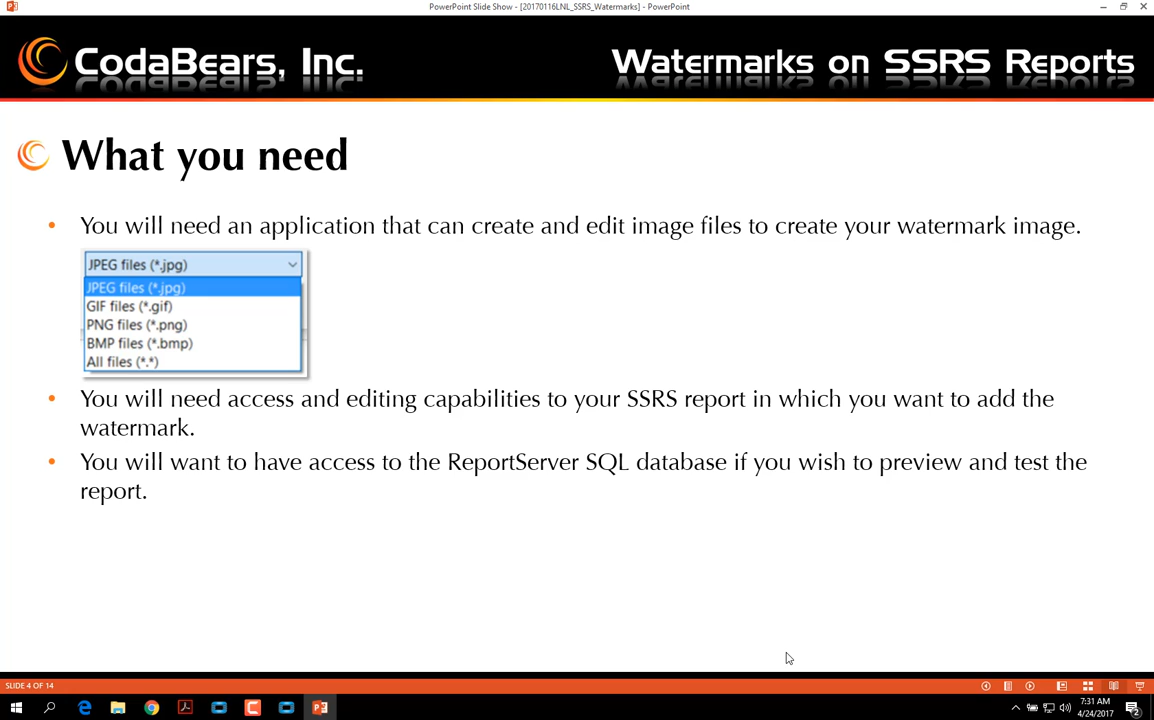 PowerPoint Slide Show - [20170116LNL_SSRS_Watermarks] - PowerPoint
CodaBears, Inc.
Watermarks on SSRS Reports
What you need
• You will need an application that can create and edit image files to create your watermark image.
JPEG files (*.jpg)
JPEG files (*.jpg)
GIF files (*.gif)
PNG files (*.png)
BMP files (*.bmp)
All files (*.*)
• You will need access and editing capabilities to your SSRS report in which you want to add the
watermark.
• You will want to have access to the ReportServer SQL database if you wish to preview and test the
report.
SLIDE 4 OF 14
7:31 AM
4/24/2017
2